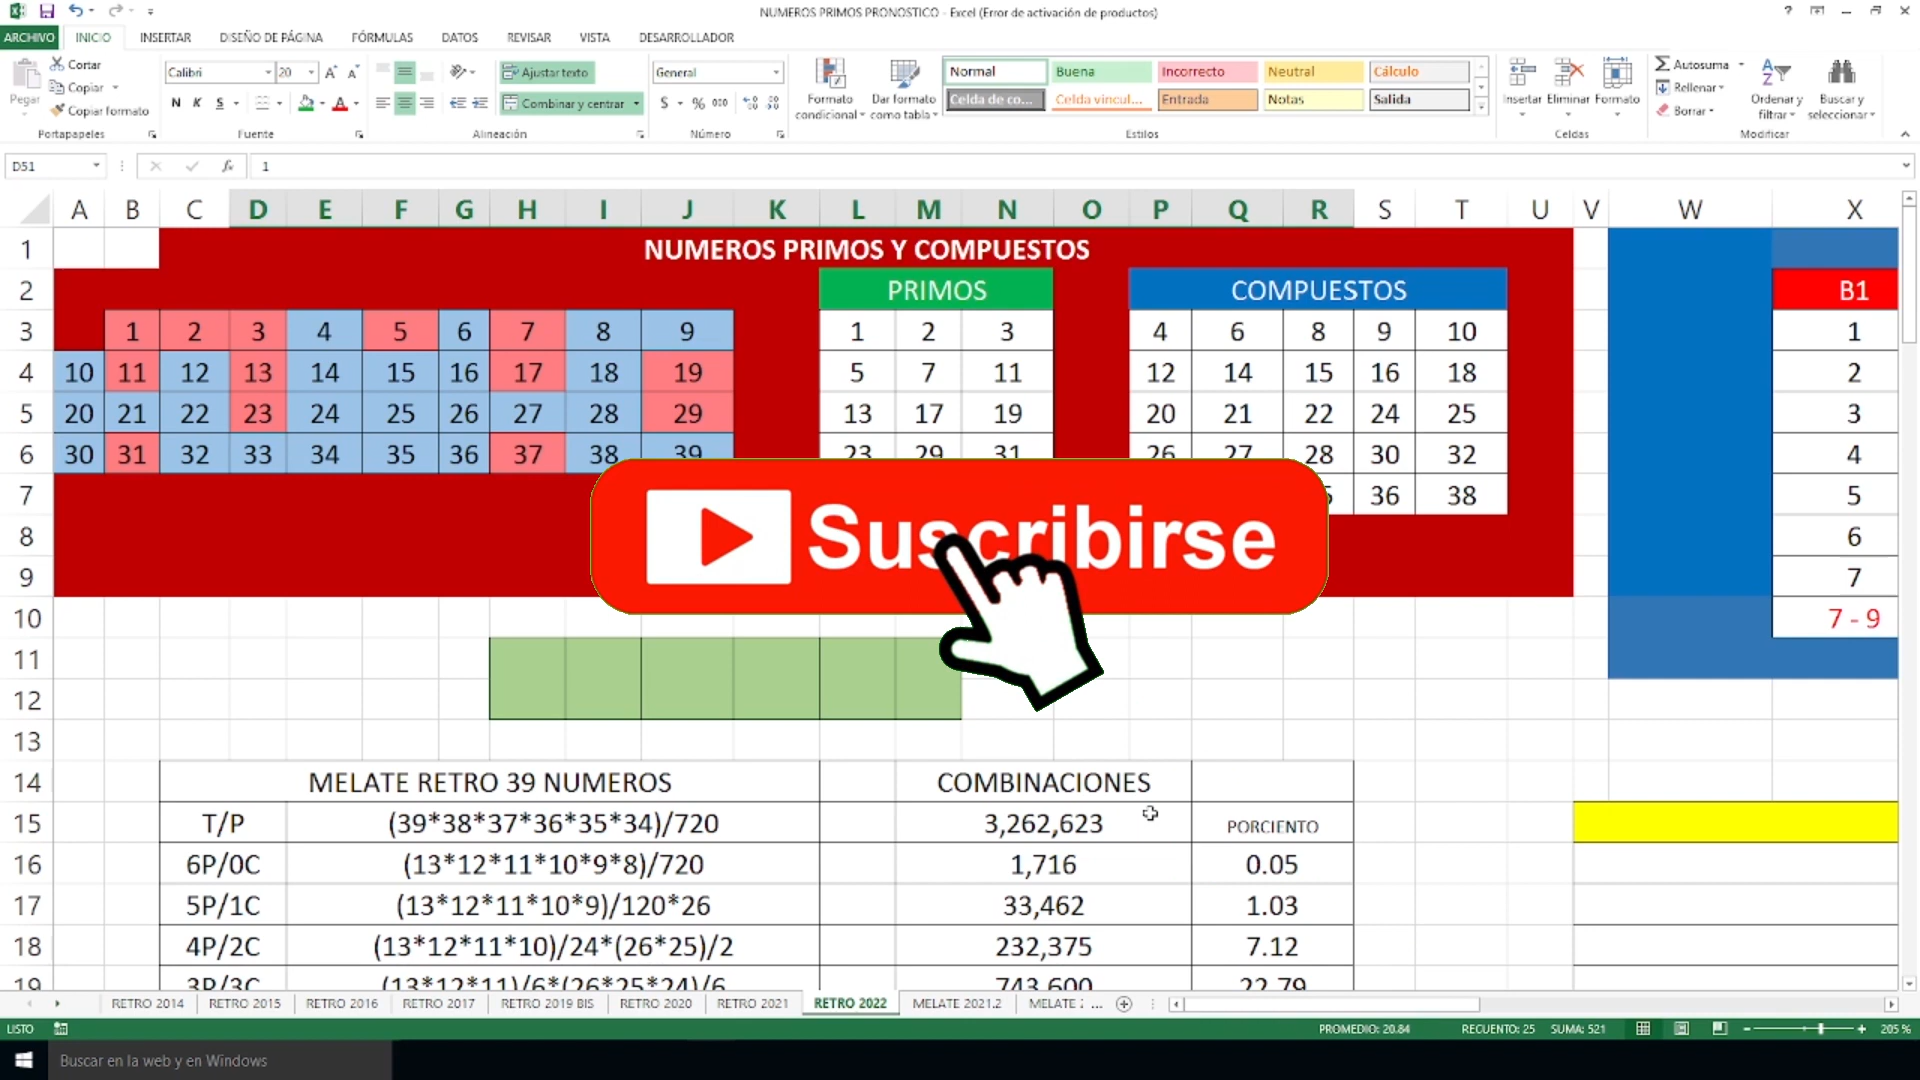 NUMEROS PRIMOS PRONOSTICO - Excel (Error de activación de productos)
ARCHIVO INICIO INSERTAR DISEÑO DE PÁGINA FÓRMULAS DATOS REVISAR VISTA DESARROLLADOR
Pegar Cortar Copiar Copiar formato Portapapeles
Calibri 20 N K S Fuente
Ajustar texto Combinar y centrar Alineación
General $ % 000 Número
Formato condicional Dar formato como tabla
Normal Buena Incorrecto Neutral Cálculo
Celda de co... Celda vincul... Entrada Notas Salida
Estilos
Insertar Eliminar Formato Celdas
Autosuma Rellenar Borrar Ordenar y filtrar Buscar y seleccionar Modificar
D51 fx 1
A B C D E F G H I J K L M N O P Q R S T U V W X
1 NUMEROS PRIMOS Y COMPUESTOS
2 PRIMOS COMPUESTOS B1
3 1 2 3 4 5 6 7 8 9 1 2 3 4 6 8 9 10 1
4 10 11 12 13 14 15 16 17 18 19 5 7 11 12 14 15 16 18 2
5 20 21 22 23 24 25 26 27 28 29 13 17 19 20 21 22 24 25 3
6 30 31 32 33 34 35 36 37 38 39 23 29 31 26 27 28 30 32 4
7 36 38 5
Suscribirse
8 6
9 7
10 7 - 9
11
12
13
14 MELATE RETRO 39 NUMEROS COMBINACIONES
15 T/P (39*38*37*36*35*34)/720 3,262,623 PORCIENTO
16 6P/0C (13*12*11*10*9*8)/720 1,716 0.05
17 5P/1C (13*12*11*10*9)/120*26 33,462 1.03
18 4P/2C (13*12*11*10)/24*(26*25)/2 232,375 7.12
19 3P/3C (13*12*11)/6*(26*25*24)/6 743,600 22.79
RETRO 2014 RETRO 2015 RETRO 2016 RETRO 2017 RETRO 2019 BIS RETRO 2020 RETRO 2021 RETRO 2022 MELATE 2021.2 MELATE : ...
LISTO PROMEDIO: 20.84 RECUENTO: 25 SUMA: 521 205 %
Buscar en la web y en Windows